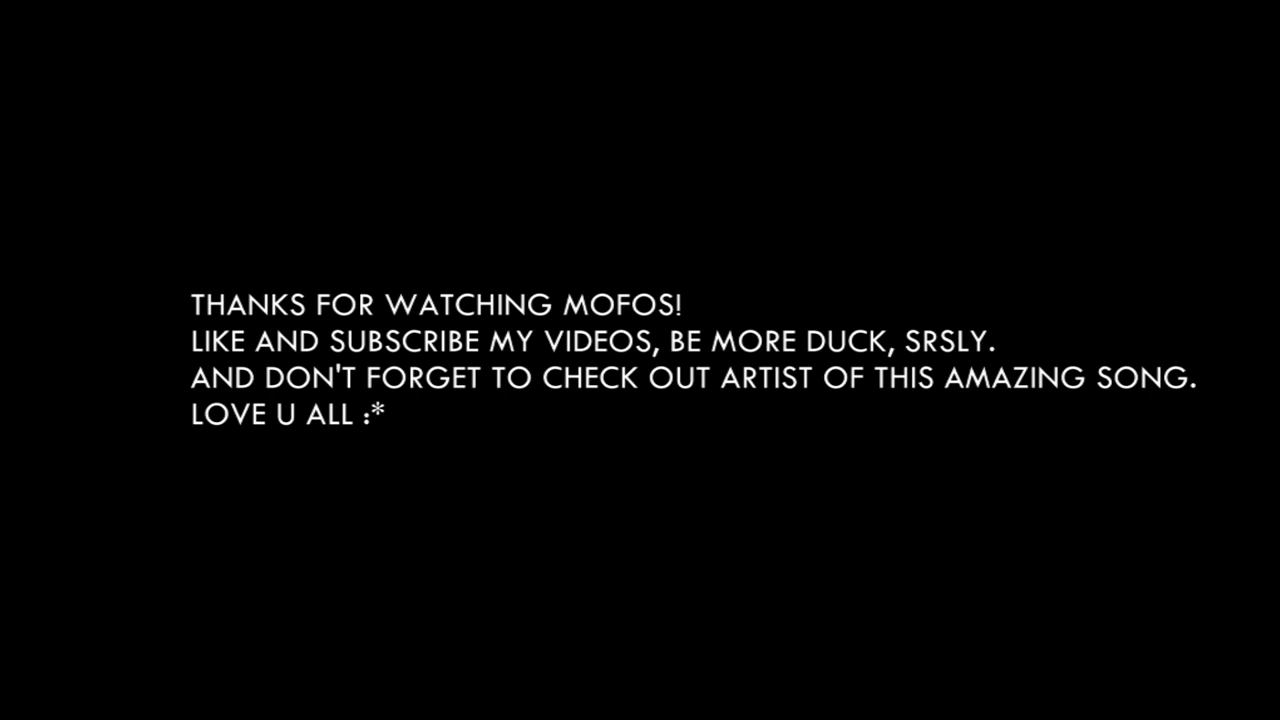 THANKS FOR WATCHING MOFOS!
LIKE AND SUBSCRIBE MY VIDEOS, BE MORE DUCK, SRSLY.
AND DON'T FORGET TO CHECK OUT ARTIST OF THIS AMAZING SONG.
LOVE U ALL :*